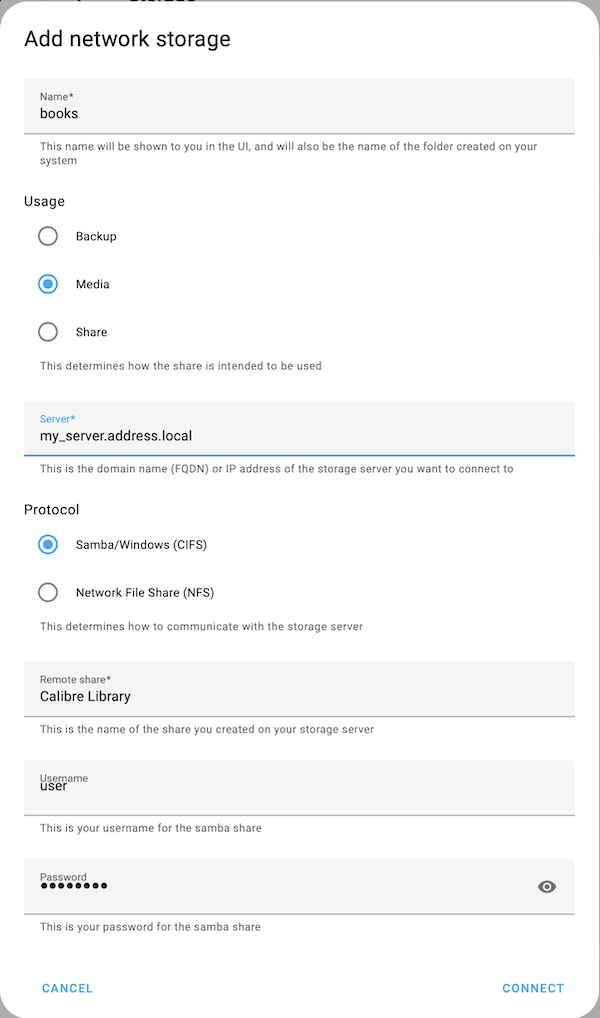 Add network storage
Name*
books
This name will be shown to you in the UI, and will also be the name of the folder created on your
system
Usage
Backup
Media
Share
This determines how the share is intended to be used
Server*
my_server.address.local
This is the domain name (FQDN) or IP address of the storage server you want to connect to
Protocol
Samba/Windows (CIFS)
Network File Share (NFS)
This determines how to communicate with the storage server
Remote share*
Calibre Library
This is the name of the share you created on your storage server
Username
user
This is your username for the samba share
Password
••••••••
This is your password for the samba share
CANCEL CONNECT